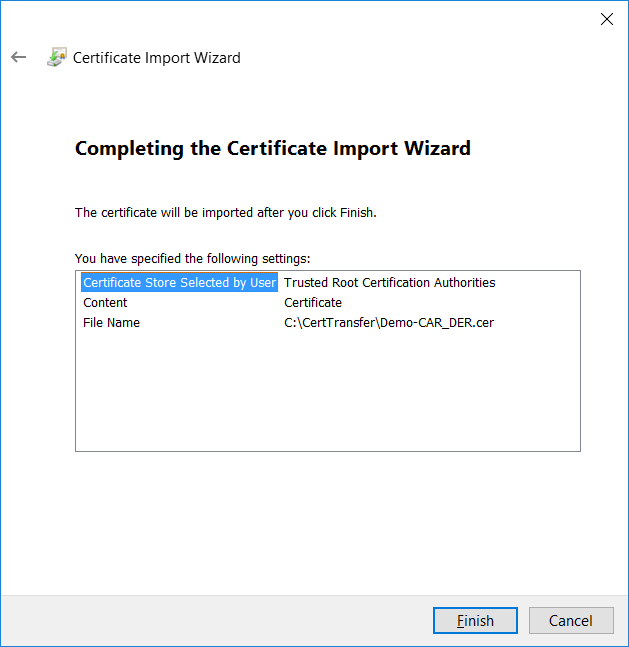 Certificate Import Wizard
Completing the Certificate Import Wizard
The certificate will be imported after you click Finish.
You have specified the following settings:
Certificate Store Selected by User Trusted Root Certification Authorities
Content Certificate
File Name C:\CertTransfer\Demo-CAR_DER.cer
Finish Cancel